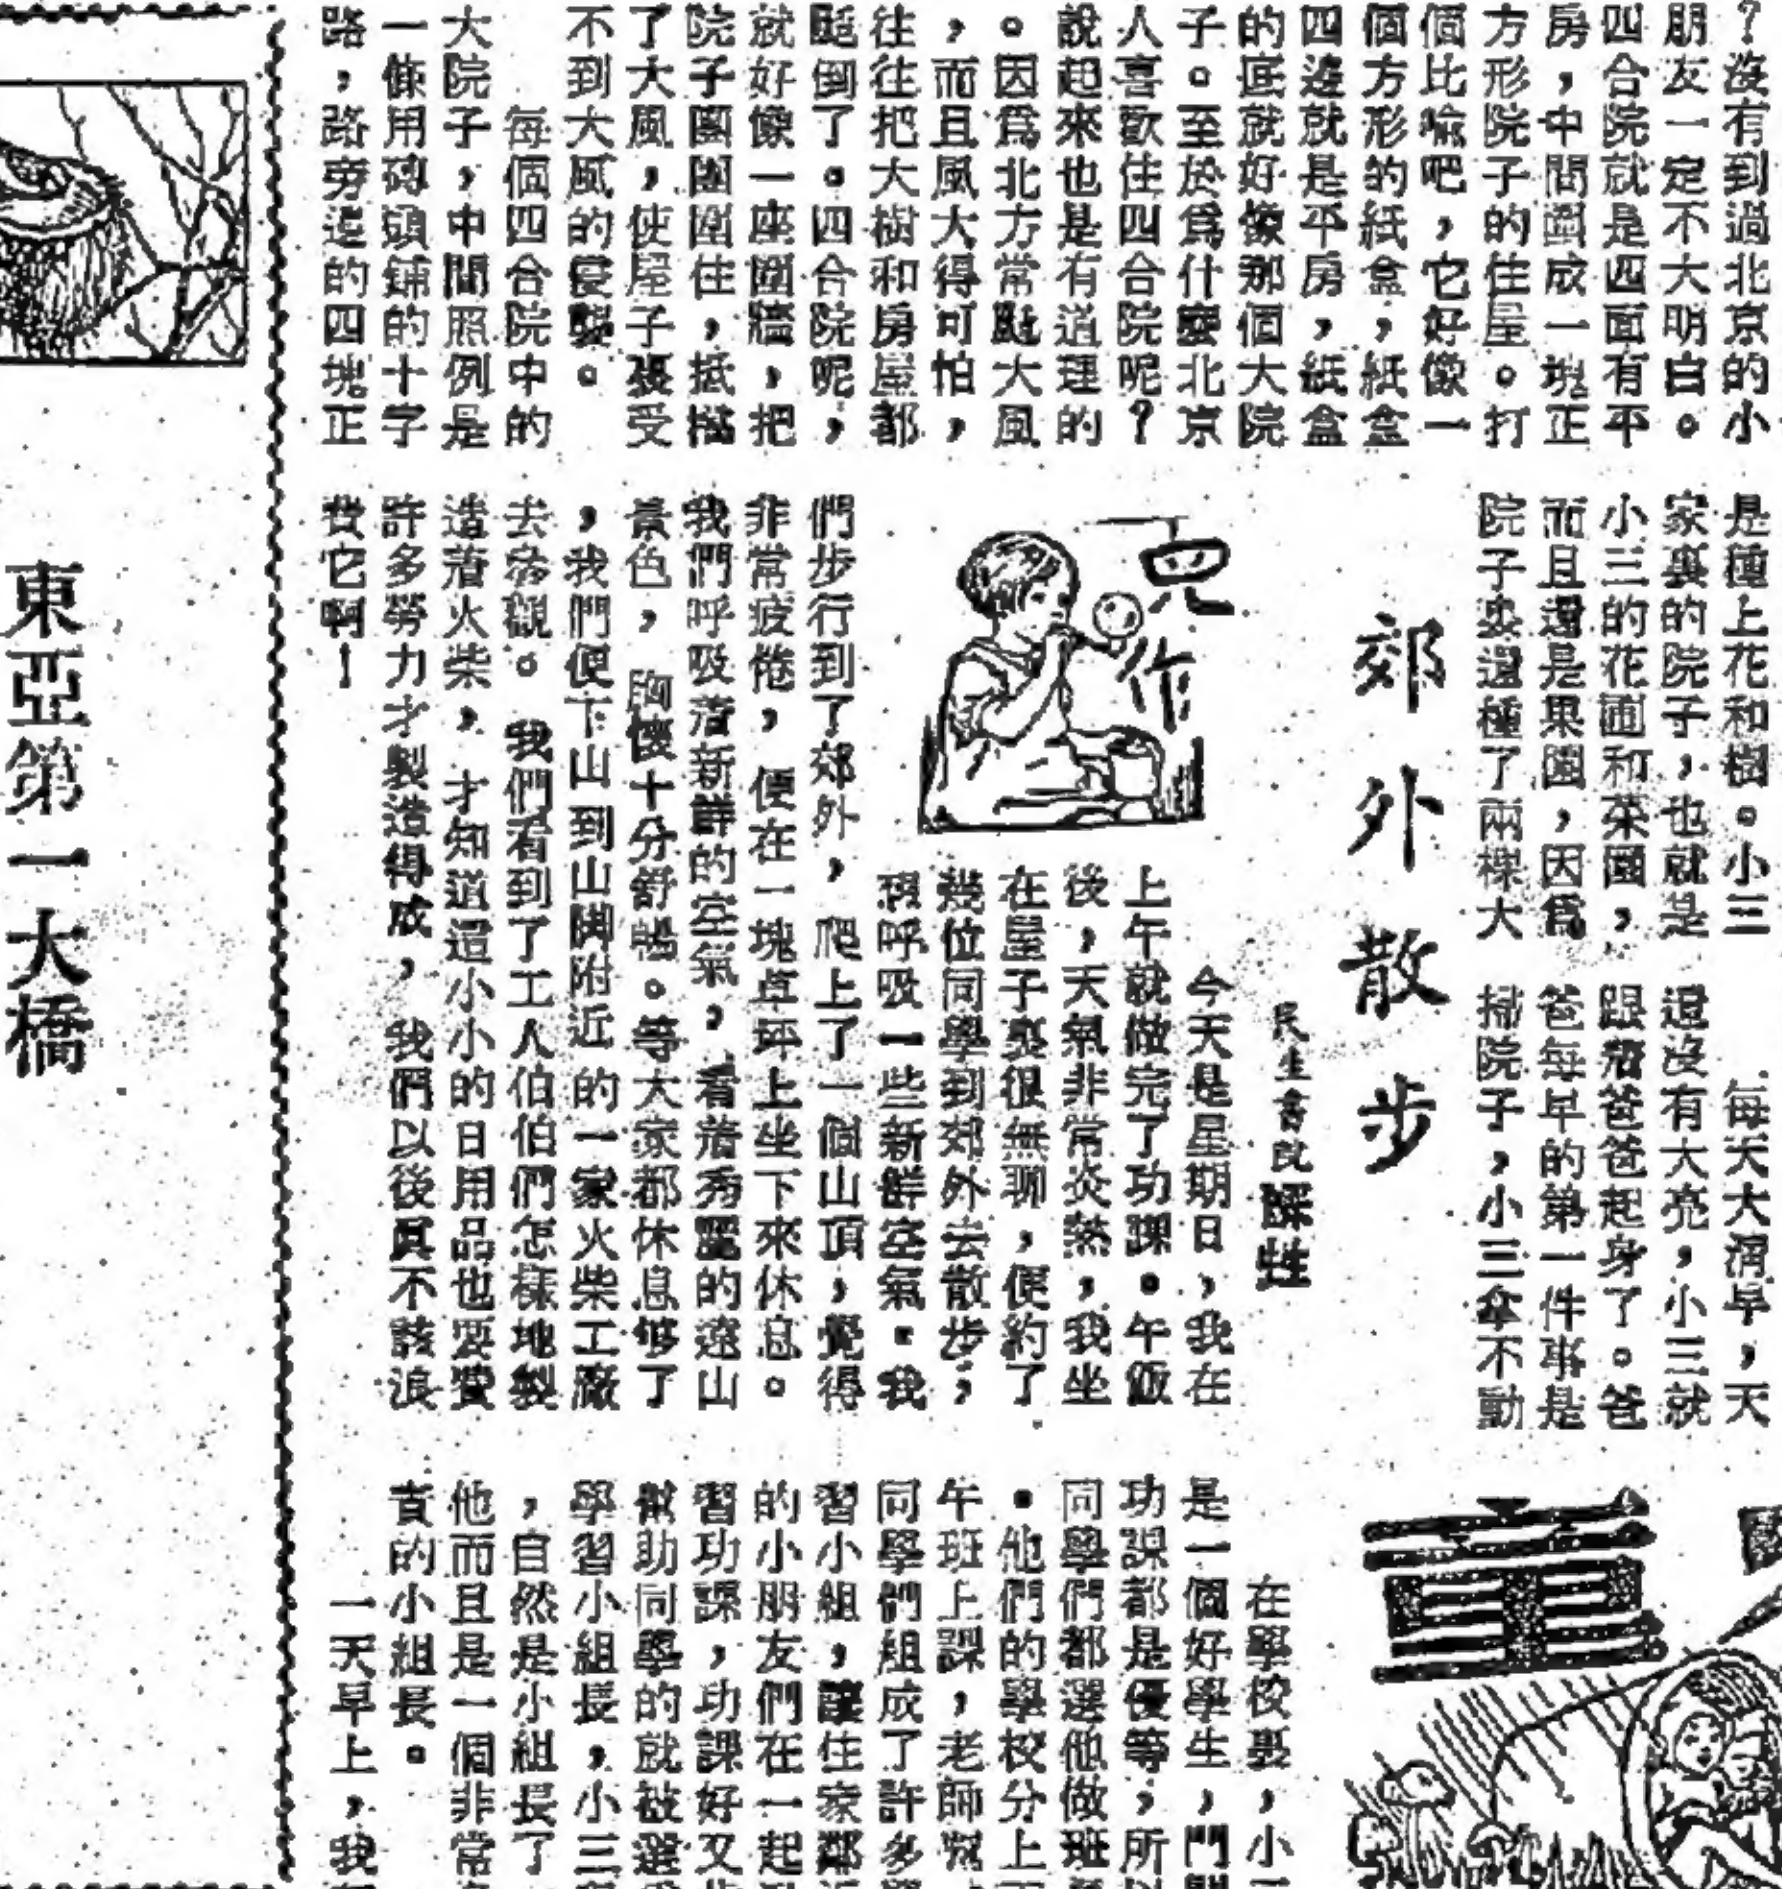 ?沒有到過北京的小
朋友一定不大明白。
四合院就是四面有平
房,中間圍成一塊正
方形院子的住屋。打
個比喻吧,它好像一
個方形的紙盒,紙盒
四邊就是平房,紙盒
的底就好像那個大院
子。至於爲什麼北京
人喜歡住四合院呢?
說起來也是有道理的
。因爲北方常颳大風
,而且風大得可怕,
往往把大樹和房屋都
颳倒了。四合院呢,
就好像一座圍牆,把
院子團團圍住,抵擋
了大風,使屋子裏受
不到大風的侵襲。
每個四合院中的
大院子,中間照例是
一條用磚頭鋪的十字
路,路旁邊的四塊正
是種上花和樹。小三
家裏的院子,也就是
小三的花圃和菜園,
而且還是果園,因爲
院子裏還種了兩棵大
每天大清早,天
還沒有大亮,小三就
跟着爸爸起身了。爸
爸每早的第一件事是
掃院子,小三拿不動
郊外散步
民生書院
兒作
今天是星期日,我在
上午就做完了功課。午飯
後,天氣非常炎熱,我坐
在屋子裏很無聊,便約了
幾位同學到郊外去散步,
呼吸一些新鮮空氣。我
們步行到了郊外,爬上了一個山頂,覺得
非常疲倦,便在一塊草坪上坐下來休息。
我們呼吸着新鮮的空氣,看着秀麗的遠山
景色,胸懷十分舒暢。等大家都休息够了
,我們便下山到山脚附近的一家火柴工廠
去參觀。我們看到了工人伯伯們怎樣地製
造着火柴,才知道這小小的日用品也要費
許多勞力才製造得成,我們以後眞不該浪
費它啊!
在學校裏,小
是一個好學生,門
功課都是優等,所
同學們都選他做班
。他們的學校分上
午班上課,老師幫
同學們組成了許多
習小組,讓住家鄰
的小朋友們在一起
習功課,功課好又
幫助同學的就被選
學習小組長,小三
,自然是小組長了
他而且是一個非常
責的小組長。
一天早上,我
童
東亞第一大橋